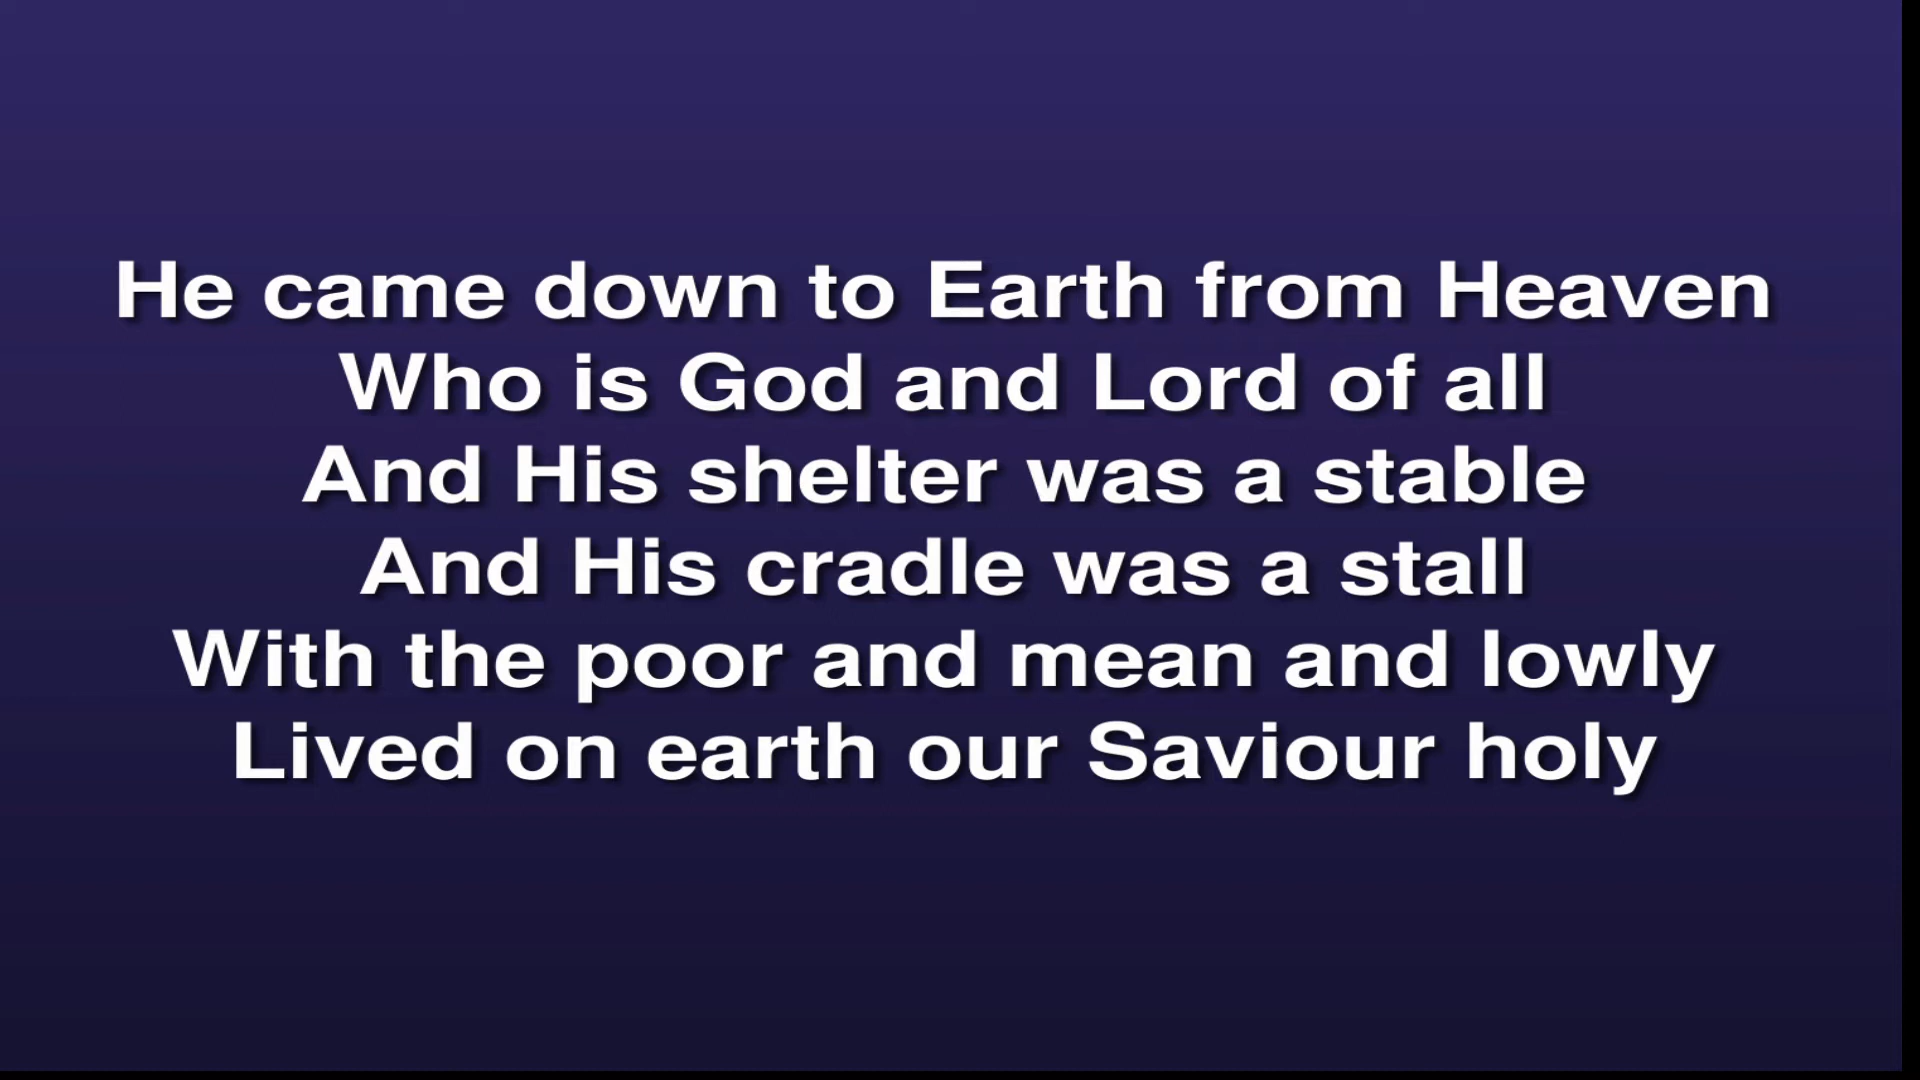 He came down to Earth from Heaven
Who is God and Lord of all
And His shelter was a stable
And His cradle was a stall
With the poor and mean and lowly
Lived on earth our Saviour holy